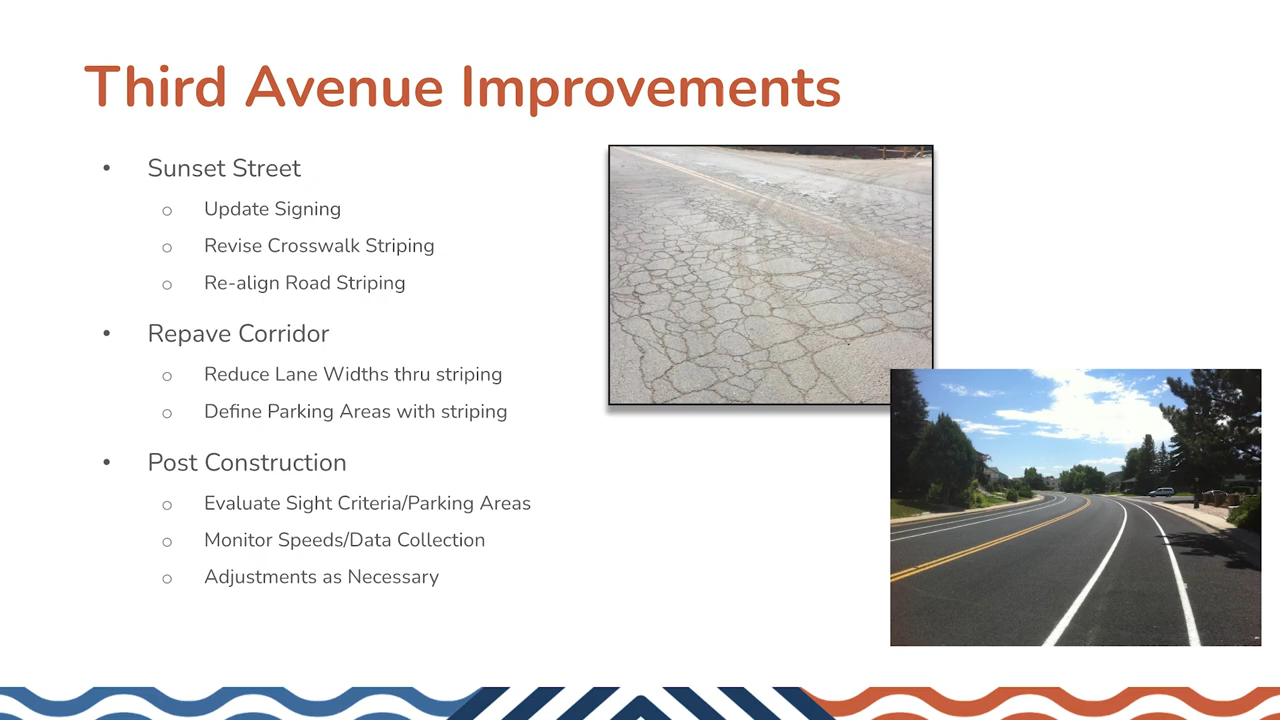 Third Avenue Improvements
• Sunset Street
o Update Signing
o Revise Crosswalk Striping
o Re-align Road Striping
• Repave Corridor
o Reduce Lane Widths thru striping
o Define Parking Areas with striping
• Post Construction
o Evaluate Sight Criteria/Parking Areas
o Monitor Speeds/Data Collection
o Adjustments as Necessary